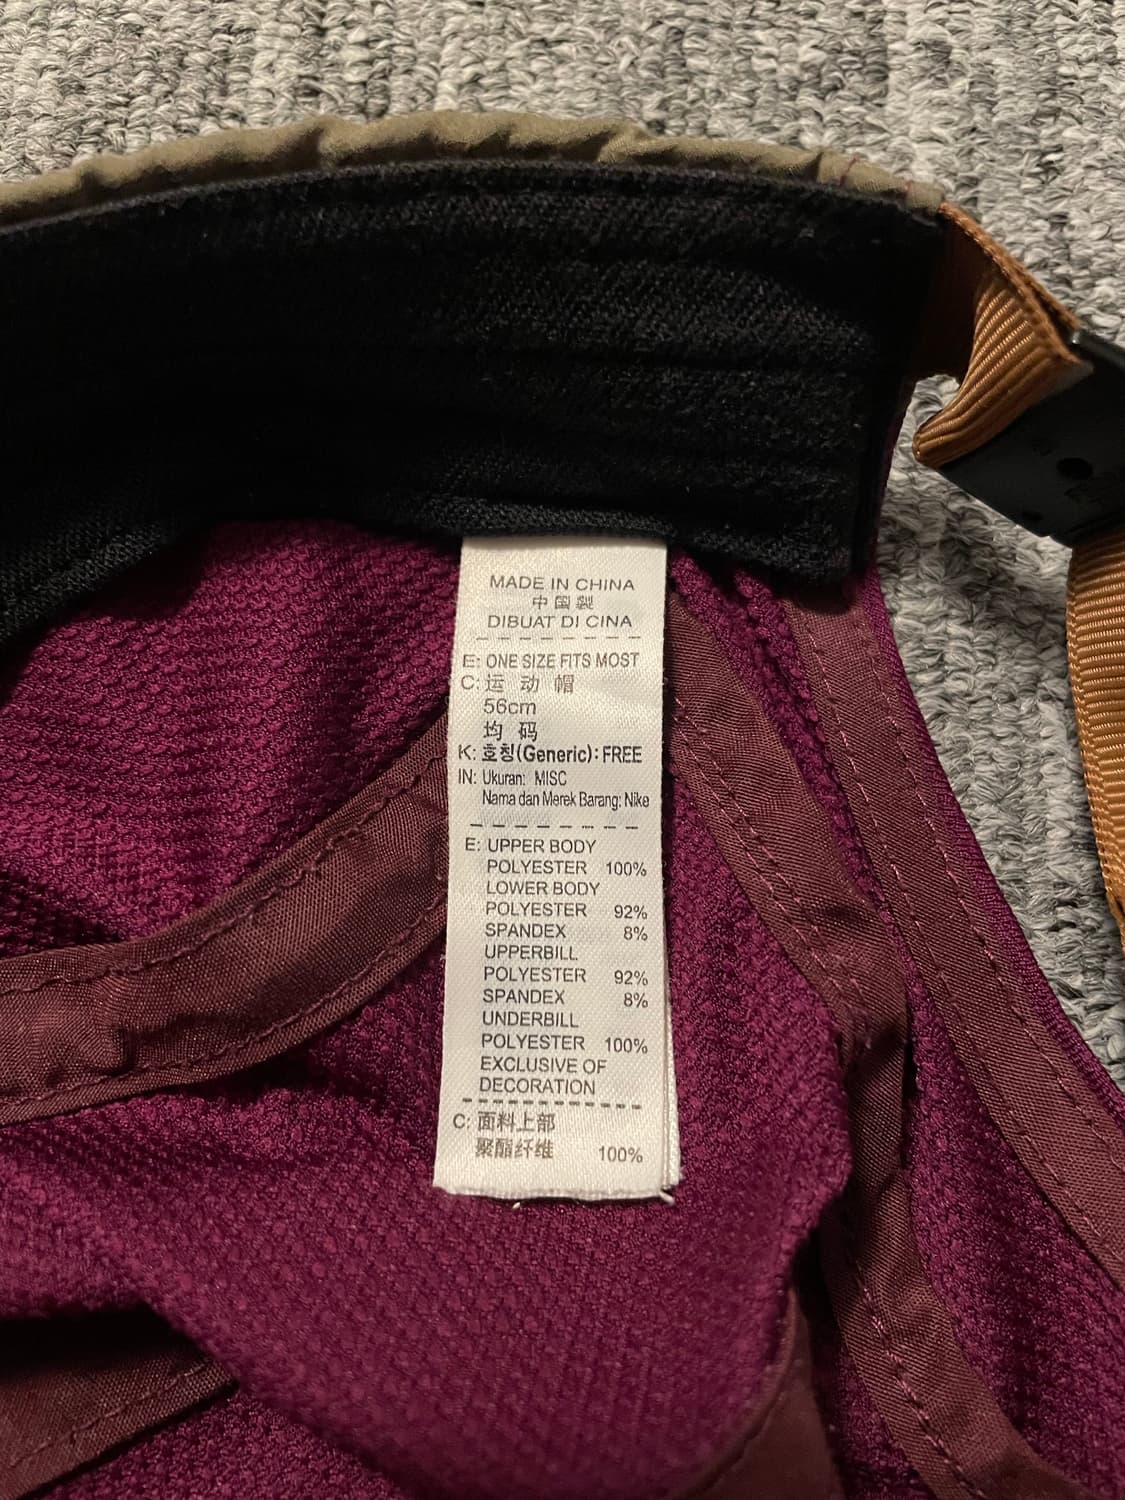 MADE IN CHINA
中国製
DIBUAT DI CINA
E: ONE SIZE FITS MOST
C: 运 动 帽
56cm
均 码
K: 호칭(Generic): FREE
IN: Ukuran: MISC
Nama dan Merek Barang: Nike
E: UPPER BODY
POLYESTER 100%
LOWER BODY
POLYESTER 92%
SPANDEX 8%
UPPERBILL
POLYESTER 92%
SPANDEX 8%
UNDERBILL
POLYESTER 100%
EXCLUSIVE OF
DECORATION
C: 面料上部
聚酯纤维 100%